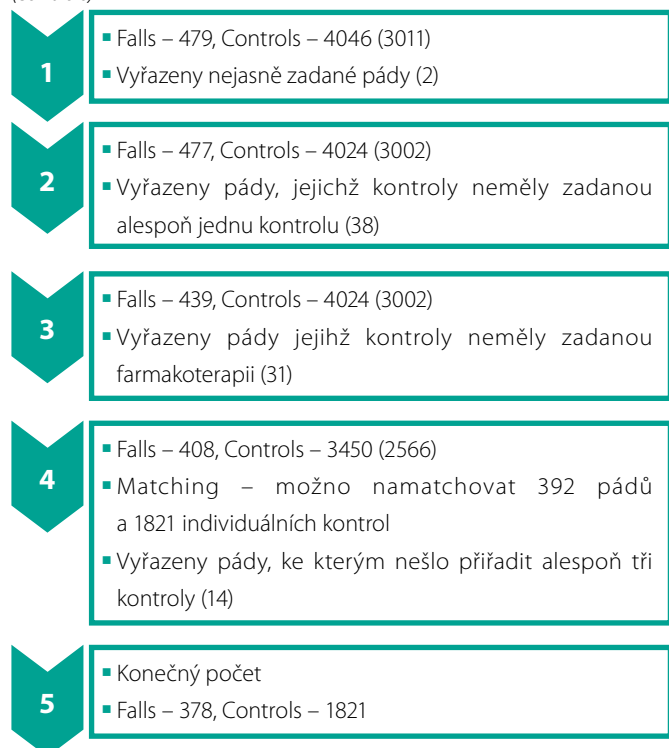 1
▪ Falls – 479, Controls – 4046 (3011)
▪ Vyřazeny nejasně zadané pády (2)
2
▪ Falls – 477, Controls – 4024 (3002)
▪ Vyřazeny pády, jejichž kontroly neměly zadanou
alespoň jednu kontrolu (38)
3
▪ Falls – 439, Controls – 4024 (3002)
▪ Vyřazeny pády jejihž kontroly neměly zadanou
farmakoterapii (31)
4
▪ Falls – 408, Controls – 3450 (2566)
▪ Matching – možno namatchovat 392 pádů
a 1821 individuálních kontrol
▪ Vyřazeny pády, ke kterým nešlo přiřadit alespoň tři
kontroly (14)
5
▪ Konečný počet
▪ Falls – 378, Controls – 1821